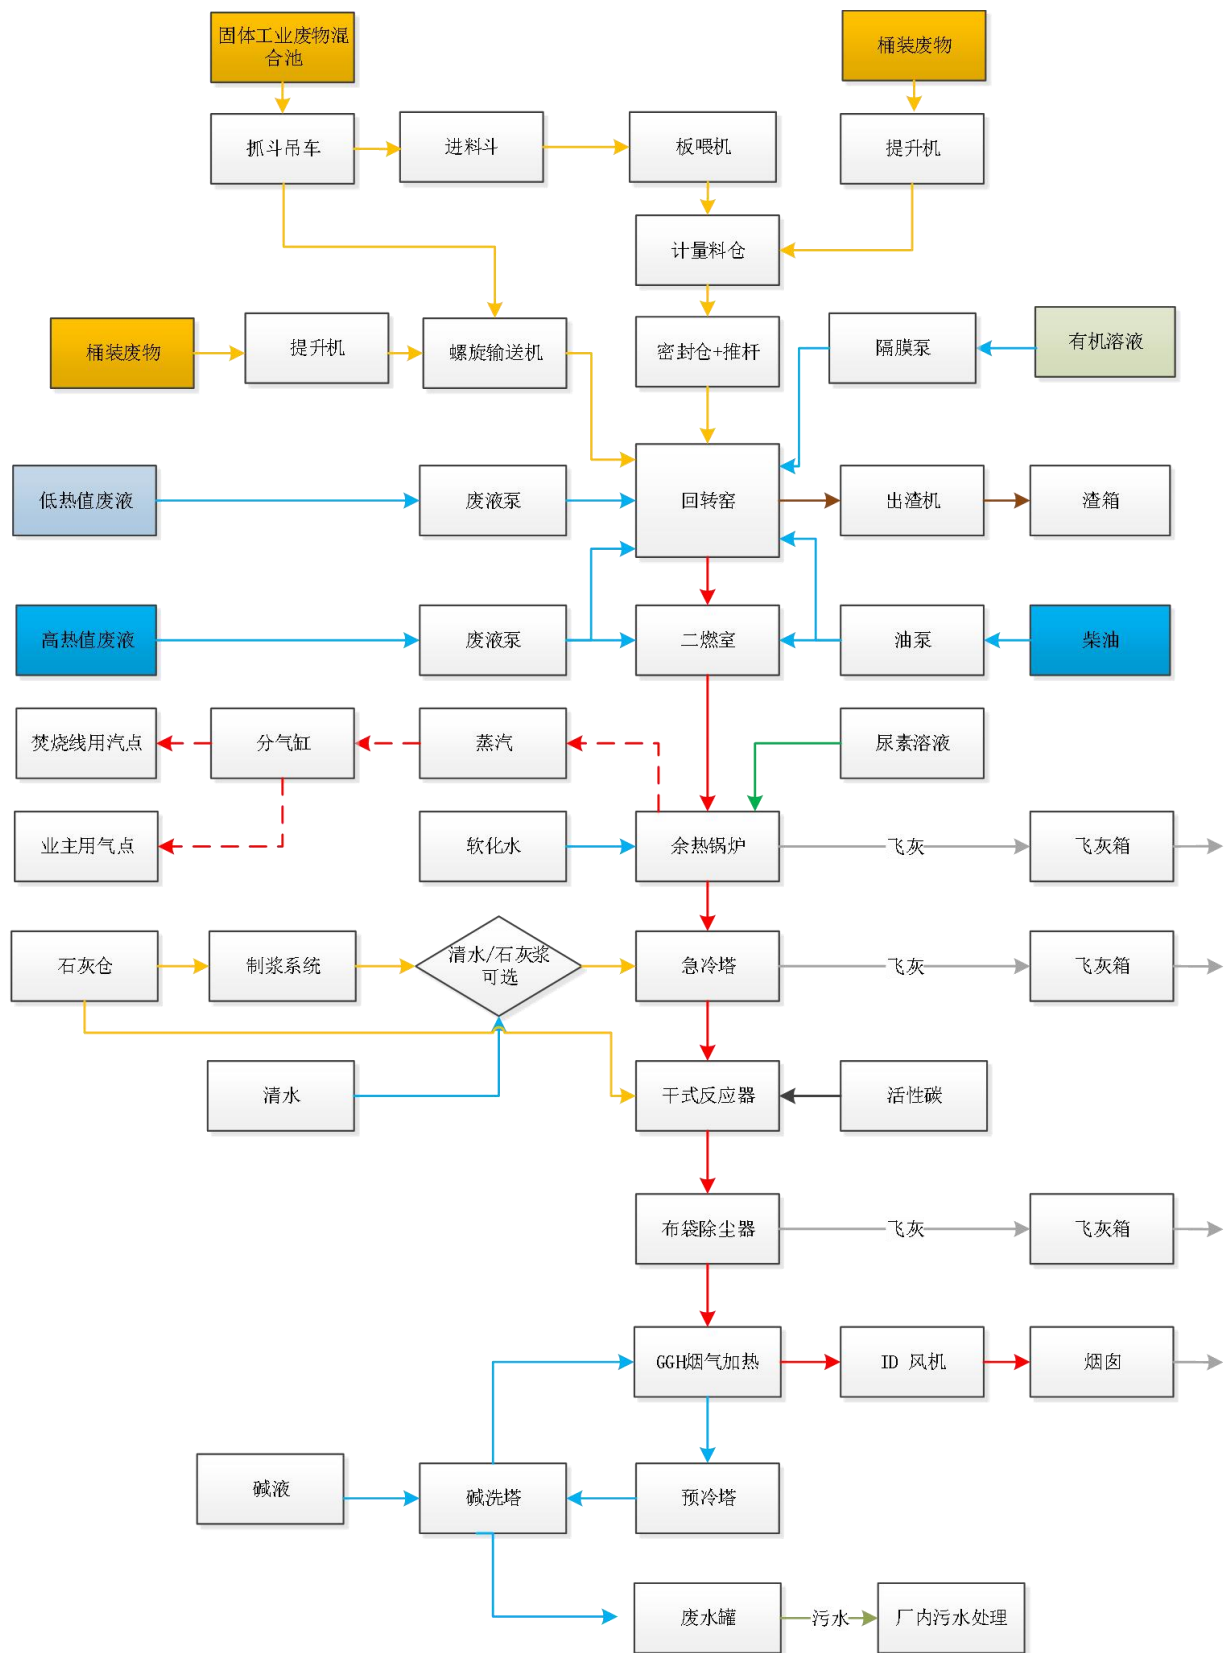 固体工业废物混
合池
桶装废物
抓斗吊车
进料斗
板喂机
提升机
计量料仓
桶装废物
提升机
螺旋输送机
密封仓+推杆
隔膜泵
有机溶液
低热值废液
废液泵
回转窑
出渣机
渣箱
高热值废液
废液泵
二燃室
油泵
柴油
焚烧线用汽点
分气缸
蒸汽
尿素溶液
业主用气点
软化水
余热锅炉
飞灰
飞灰箱
石灰仓
制浆系统
清水/石灰浆
可选
急冷塔
飞灰
飞灰箱
清水
干式反应器
活性碳
布袋除尘器
飞灰
飞灰箱
GGH烟气加热
ID 风机
烟囱
碱液
碱洗塔
预冷塔
废水罐
污水
厂内污水处理